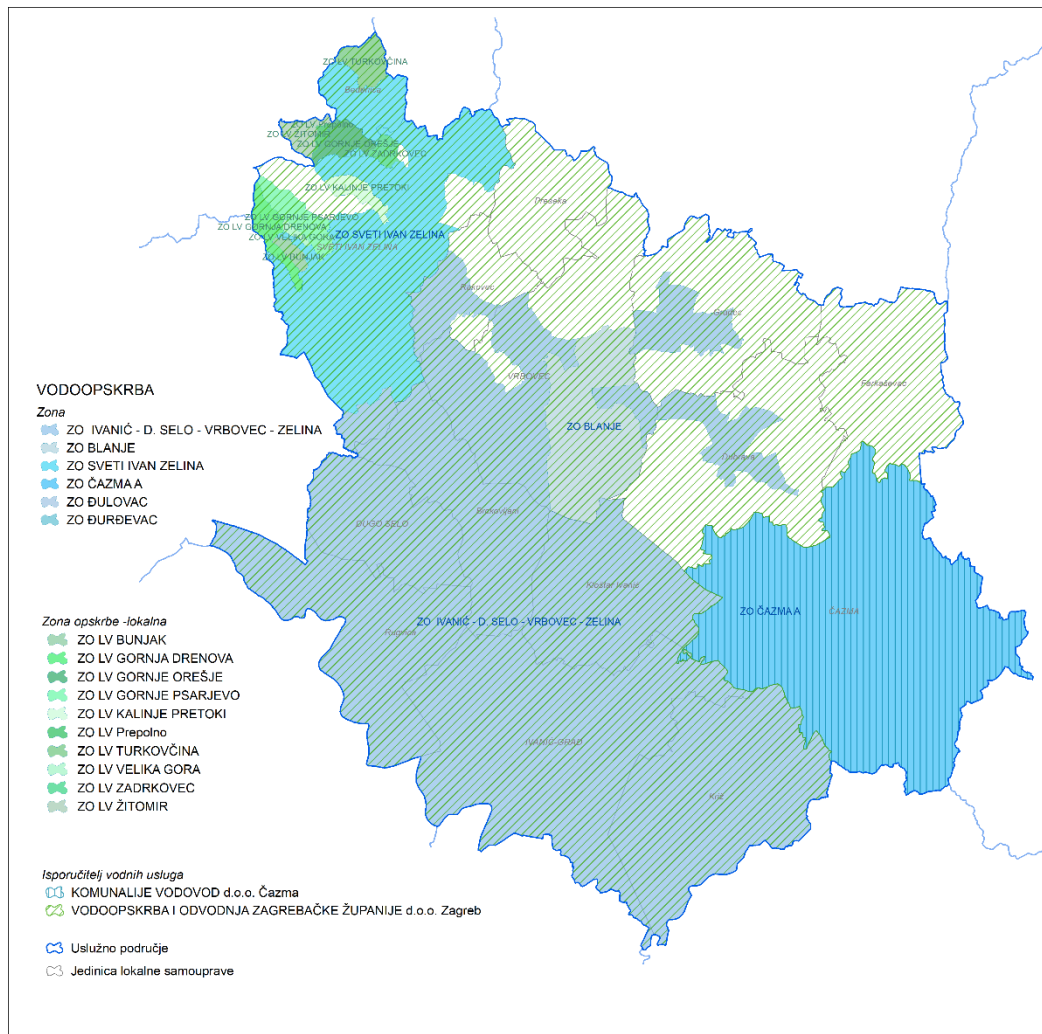 ZO LV TURKOVČINA
Bedenica
ZO LV Prepolno
ZO LV ŽITOMIR
ZO LV GORNJE OREŠJE
ZO LV ZADRKOVEC
ZO LV KALINJE PRETOKI
Preseka
ZO LV GORNJE PSARJEVO
ZO LV GORNJA DRENOVA
ZO LV VELIKA GORA
ZO SVETI IVAN ZELINA
SVETI IVAN ZELINA
ZO LV BUNJAK
Rakovec
Gradec
VRBOVEC
Farkaševac
ZO BLANJE
Dubrava
DUGO SELO
Brckovljani
Kloštar Ivanić
ZO ČAZMA A
ČAZMA
ZO IVANIĆ - D. SELO - VRBOVEC - ZELINA
Rugvica
IVANIĆ-GRAD
Križ
VODOOPSKRBA
Zona
ZO IVANIĆ - D. SELO - VRBOVEC - ZELINA
ZO BLANJE
ZO SVETI IVAN ZELINA
ZO ČAZMA A
ZO ĐULOVAC
ZO ĐURĐEVAC
Zona opskrbe -lokalna
ZO LV BUNJAK
ZO LV GORNJA DRENOVA
ZO LV GORNJE OREŠJE
ZO LV GORNJE PSARJEVO
ZO LV KALINJE PRETOKI
ZO LV Prepolno
ZO LV TURKOVČINA
ZO LV VELIKA GORA
ZO LV ZADRKOVEC
ZO LV ŽITOMIR
Isporučitelj vodnih usluga
KOMUNALIJE VODOVOD d.o.o. Čazma
VODOOPSKRBA I ODVODNJA ZAGREBAČKE ŽUPANIJE d.o.o. Zagreb
Uslužno područje
Jedinica lokalne samouprave